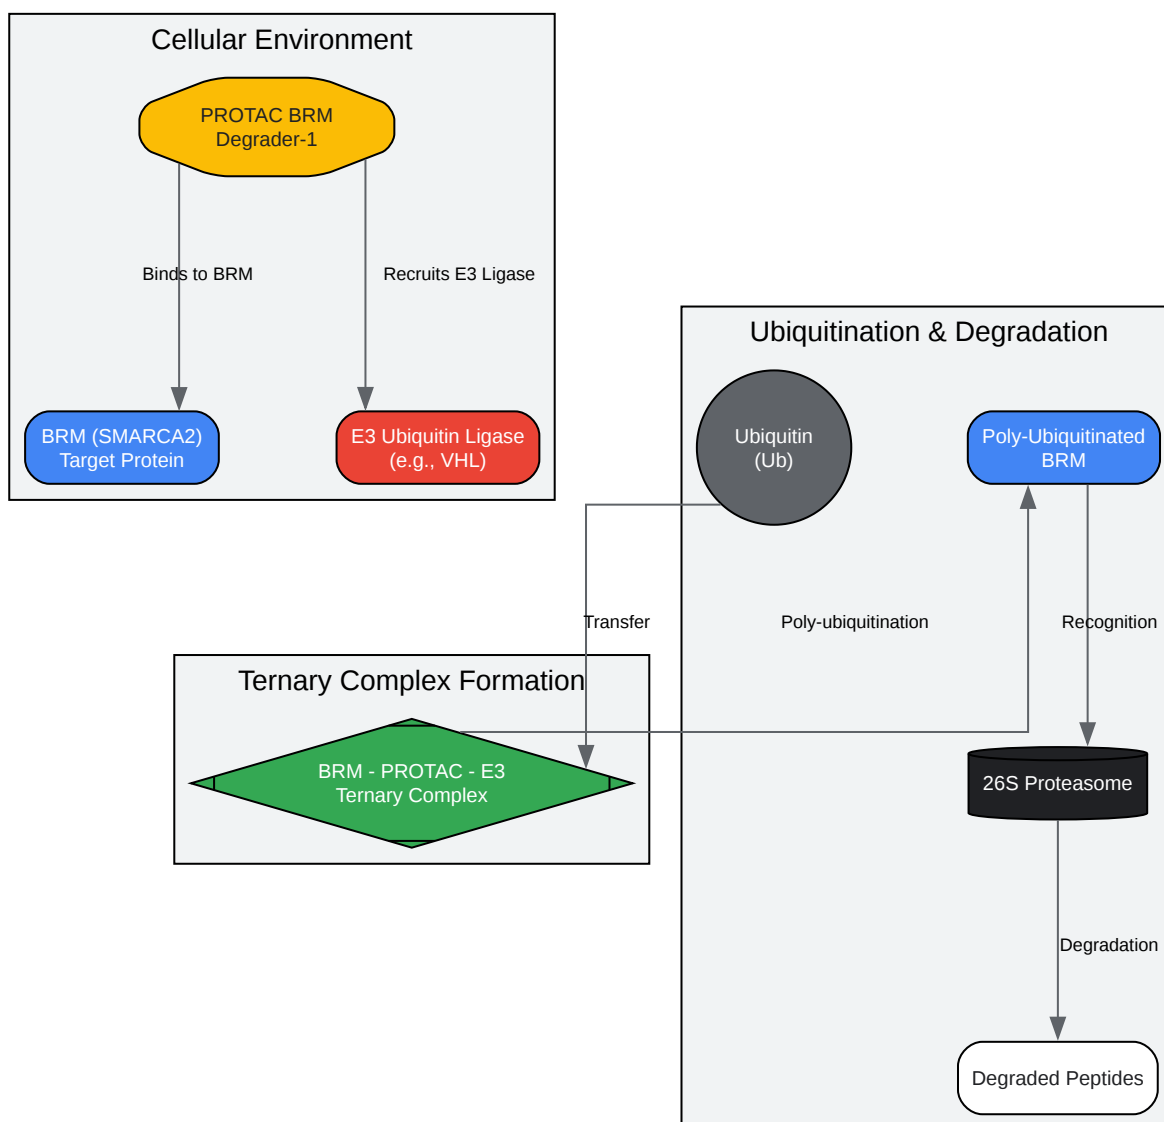 Cellular Environment
PROTAC BRM
Degrader-1
Binds to BRM
Recruits E3 Ligase
BRM (SMARCA2)
Target Protein
E3 Ubiquitin Ligase
(e.g., VHL)
Ubiquitination & Degradation
Ubiquitin
(Ub)
Poly-Ubiquitinated
BRM
Transfer
Poly-ubiquitination
Recognition
Ternary Complex Formation
BRM - PROTAC - E3
Ternary Complex
26S Proteasome
Degradation
Degraded Peptides